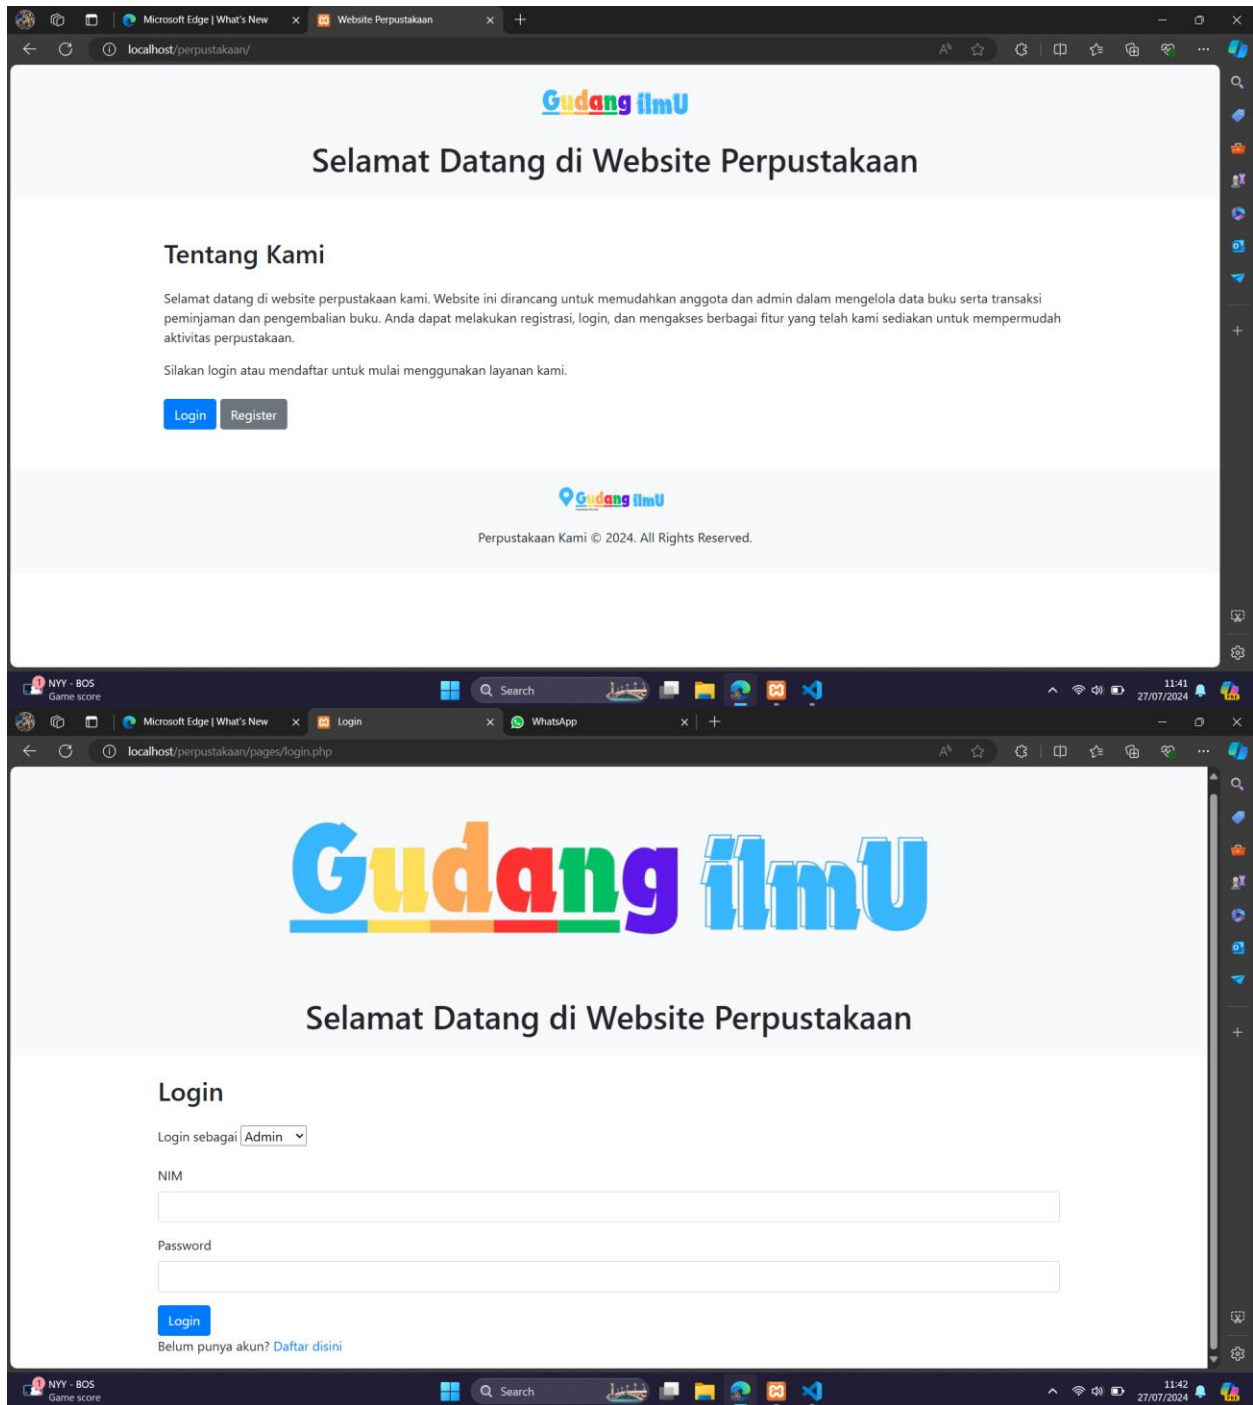 Microsoft Edge | What's New
Website Perpustakaan
localhost/perpustakaan/
Gudang ilmU
Selamat Datang di Website Perpustakaan
Tentang Kami
Selamat datang di website perpustakaan kami. Website ini dirancang untuk memudahkan anggota dan admin dalam mengelola data buku serta transaksi
peminjaman dan pengembalian buku. Anda dapat melakukan registrasi, login, dan mengakses berbagai fitur yang telah kami sediakan untuk mempermudah
aktivitas perpustakaan.
Silakan login atau mendaftar untuk mulai menggunakan layanan kami.
Login Register
Gudang ilmU
Perpustakaan Kami © 2024. All Rights Reserved.
1
NYY - BOS
Game score
Search
11:41
27/07/2024
Microsoft Edge | What's New
Login
WhatsApp
localhost/perpustakaan/pages/login.php
Gudang ilmU
Selamat Datang di Website Perpustakaan
Login
Login sebagai Admin
NIM
Password
Login
Belum punya akun? Daftar disini
1
NYY - BOS
Game score
Search
11:42
27/07/2024